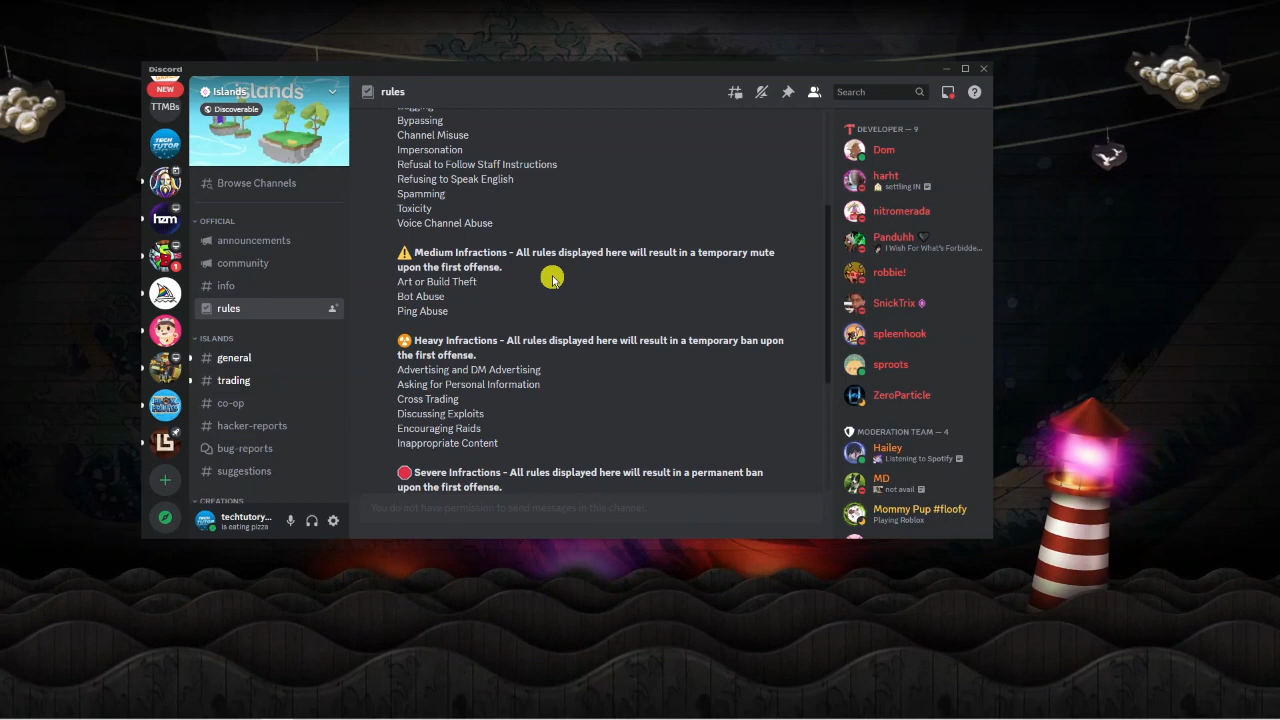 Discord
NEW
TTMBs
TECH
TUTOR
hzm
1
Islands
islands
Discoverable
Browse Channels
OFFICIAL
announcements
community
info
rules
ISLANDS
general
trading
co-op
hacker-reports
bug-reports
suggestions
CREATIONS
techtutory...
is eating pizza
rules
Search
Bypassing
Channel Misuse
Impersonation
Refusal to Follow Staff Instructions
Refusing to Speak English
Spamming
Toxicity
Voice Channel Abuse
Medium Infractions - All rules displayed here will result in a temporary mute
upon the first offense.
Art or Build Theft
Bot Abuse
Ping Abuse
Heavy Infractions - All rules displayed here will result in a temporary ban upon
the first offense.
Advertising and DM Advertising
Asking for Personal Information
Cross Trading
Discussing Exploits
Encouraging Raids
Inappropriate Content
Severe Infractions - All rules displayed here will result in a permanent ban
upon the first offense.
You do not have permission to send messages in this channel.
DEVELOPER — 9
Dom
harht
settling IN
nitromerada
Panduhh
I Wish For What's Forbidde...
robbie!
SnickTrix
spleenhook
sproots
ZeroParticle
MODERATION TEAM — 4
Hailey
Listening to Spotify
MD
not avail
Mommy Pup #floofy
Playing Roblox